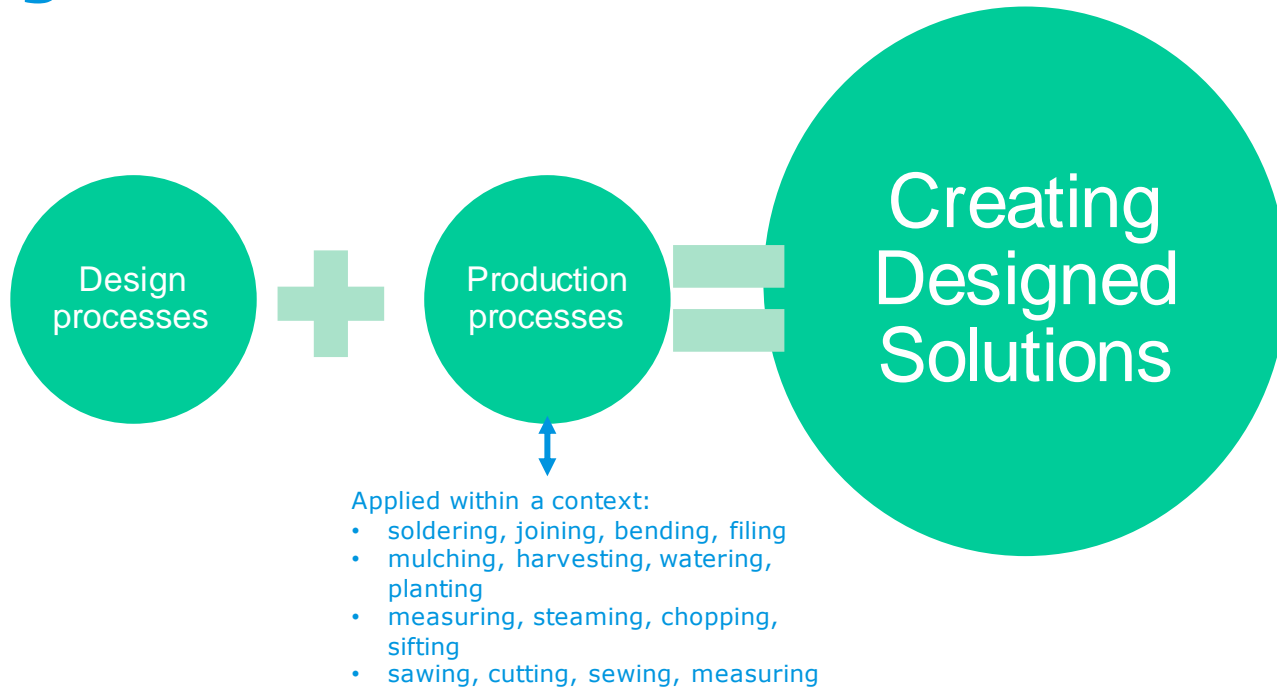 Design
processes
Production
processes
Creating
Designed
Solutions
Applied within a context:
• soldering, joining, bending, filing
• mulching, harvesting, watering,
planting
• measuring, steaming, chopping,
sifting
• sawing, cutting, sewing, measuring